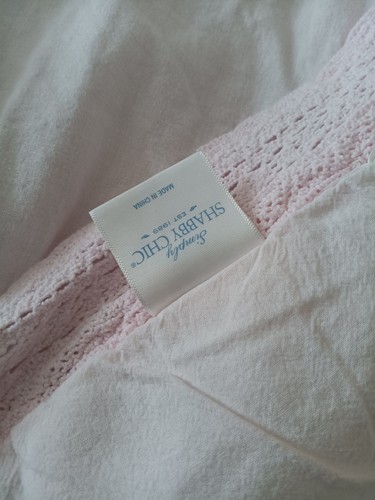 Simply
SHABBY CHIC®
EST 1989
MADE IN CHINA